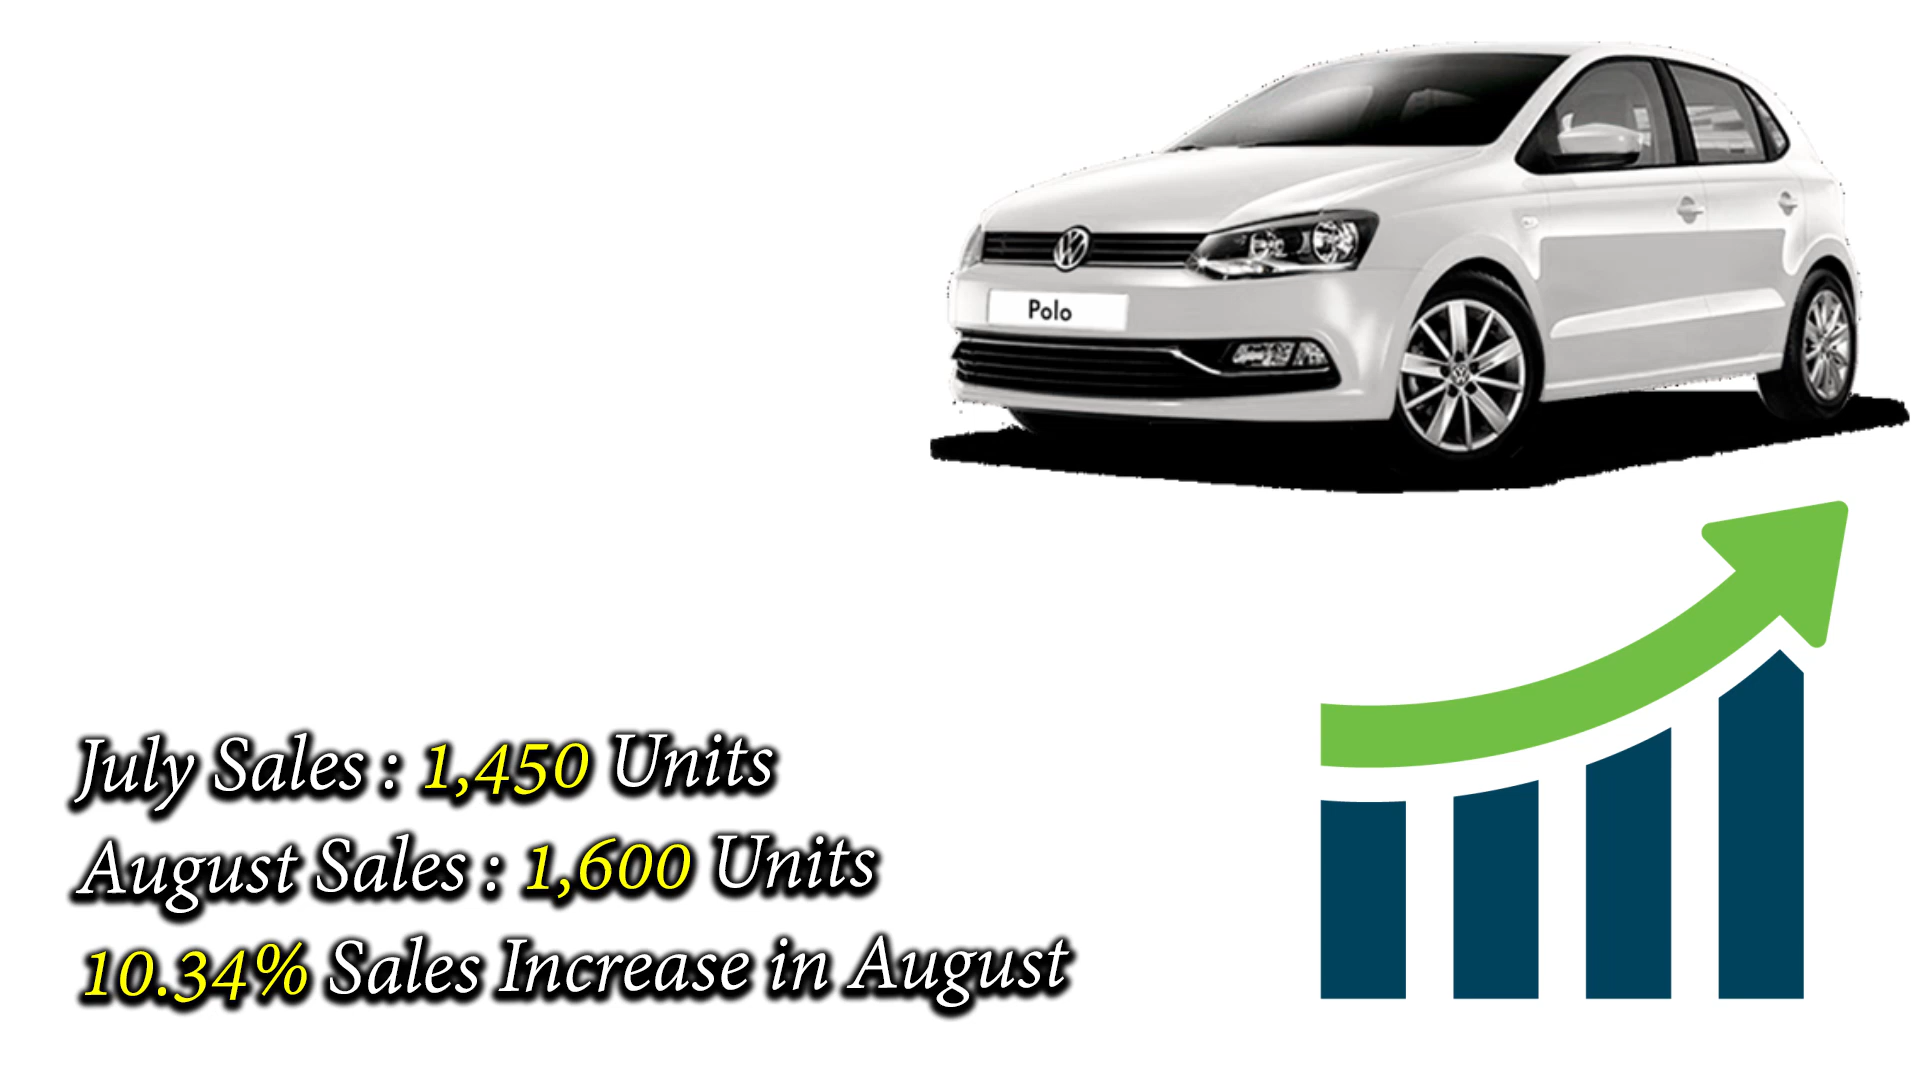 Polo
July Sales : 1,450 Units
August Sales : 1,600 Units
10.34% Sales Increase in August